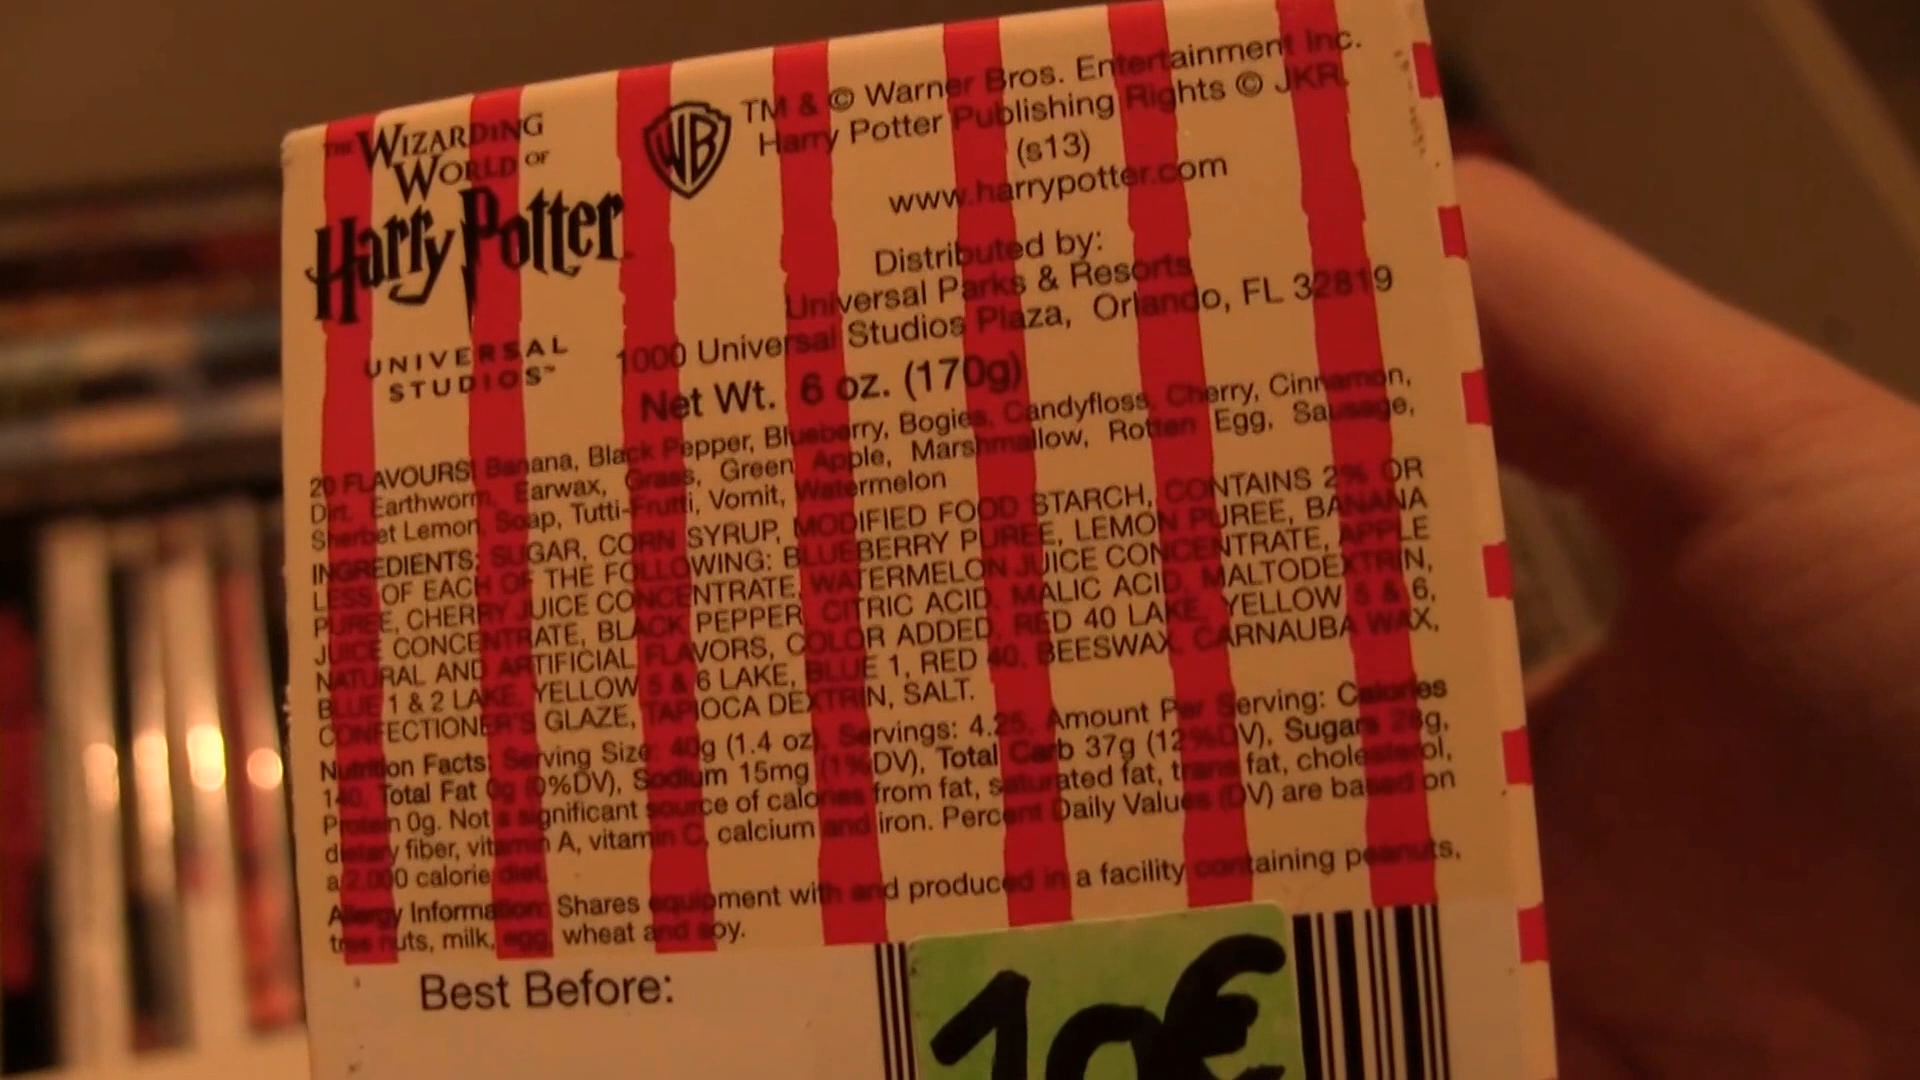 THE WIZARDING
WORLD OF
Harry Potter
UNIVERSAL
STUDIOS™
WB
TM & © Warner Bros. Entertainment Inc.
Harry Potter Publishing Rights © JKR.
(s13)
www.harrypotter.com
Distributed by:
Universal Parks & Resorts
1000 Universal Studios Plaza, Orlando, FL 32819
Net Wt. 6 oz. (170g)
20 FLAVOURS! Banana, Black Pepper, Blueberry, Bogies, Candyfloss, Cherry, Cinnamon,
Dirt, Earthworm, Earwax, Grass, Green Apple, Marshmallow, Rotten Egg, Sausage,
Sherbet Lemon, Soap, Tutti-Frutti, Vomit, Watermelon
INGREDIENTS: SUGAR, CORN SYRUP, MODIFIED FOOD STARCH, CONTAINS 2% OR
LESS OF EACH OF THE FOLLOWING: BLUEBERRY PUREE, LEMON PUREE, BANANA
PUREE, CHERRY JUICE CONCENTRATE, WATERMELON JUICE CONCENTRATE, APPLE
JUICE CONCENTRATE, BLACK PEPPER, CITRIC ACID, MALIC ACID, MALTODEXTRIN,
NATURAL AND ARTIFICIAL FLAVORS, COLOR ADDED, RED 40 LAKE, YELLOW 5 & 6,
BLUE 1 & 2 LAKE, YELLOW 5 & 6 LAKE, BLUE 1, RED 40, BEESWAX, CARNAUBA WAX,
CONFECTIONER'S GLAZE, TAPIOCA DEXTRIN, SALT.
Nutrition Facts: Serving Size: 40g (1.4 oz), Servings: 4.25, Amount Per Serving: Calories
140, Total Fat 0g (0%DV), Sodium 15mg (1%DV), Total Carb 37g (12%DV), Sugars 28g,
Protein 0g. Not a significant source of calories from fat, saturated fat, trans fat, cholesterol,
dietary fiber, vitamin A, vitamin C, calcium and iron. Percent Daily Values (DV) are based on
a 2,000 calorie diet.
Allergy Information: Shares equipment with and produced in a facility containing peanuts,
tree nuts, milk, egg, wheat and soy.
Best Before:
10€